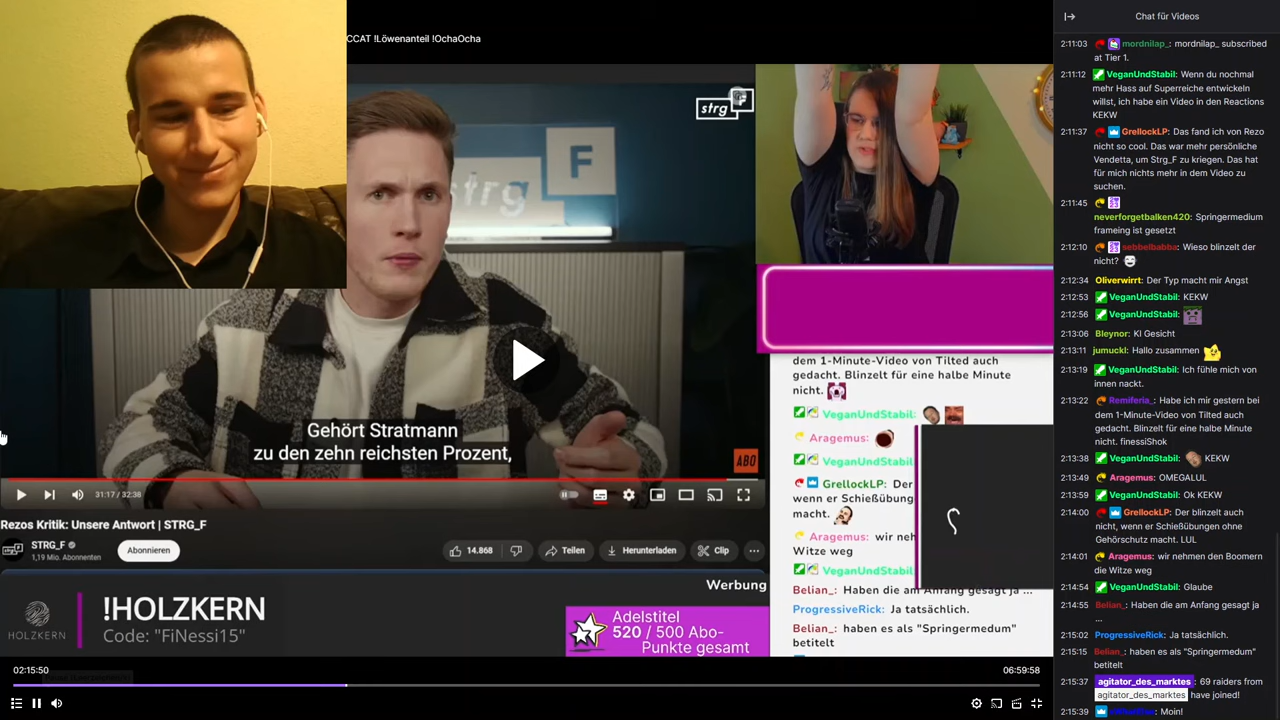 CCAT !Löwenanteil !OchaOcha
strg_F
F
strg
Gehört Stratmann
zu den zehn reichsten Prozent,
ABO
31:17 / 32:38
Rezos Kritik: Unsere Antwort | STRG_F
STRG_F
1,19 Mio. Abonnenten
Abonnieren
14.868
Teilen
Herunterladen
Clip
Werbung
HOLZKERN
!HOLZKERN
Code: "FiNessi15"
Adelstitel
520 / 500 Abo-
Punkte gesamt
dem 1-Minute-Video von Tilted auch
gedacht. Blinzelt für eine halbe Minute
nicht.
VeganUndStabil:
Aragemus:
VeganUndStabil
GrellockLP: Der
wenn er Schießübung
macht.
Aragemus: wir neh
Witze weg
VeganUndStabil
Belian_: Haben die am Anfang gesagt ja ...
ProgressiveRick: Ja tatsächlich.
Belian_: haben es als "Springermedum"
betitelt
02:15:50
06:59:58
Chat für Videos
2:11:03 mordnilap_: mordnilap_ subscribed
at Tier 1.
2:11:12 VeganUndStabil: Wenn du nochmal
mehr Hass auf Superreiche entwickeln
willst, ich habe ein Video in den Reactions
KEKW
2:11:37 GrellockLP: Das fand ich von Rezo
nicht so cool. Das war mehr persönliche
Vendetta, um Strg_F zu kriegen. Das hat
für mich nichts mehr in dem Video zu
suchen.
2:11:45
neverforgetbalken420: Springermedium
frameing ist gesetzt
2:12:10 sebbelbabba: Wieso blinzelt der
nicht?
2:12:34 Oliverwirrt: Der Typ macht mir Angst
2:12:53 VeganUndStabil: KEKW
2:12:56 VeganUndStabil:
2:13:06 Bleynor: KI Gesicht
2:13:11 jumuckl: Hallo zusammen
2:13:19 VeganUndStabil: Ich fühle mich von
innen nackt.
2:13:22 Remiferia_: Habe ich mir gestern bei
dem 1-Minute-Video von Tilted auch
gedacht. Blinzelt für eine halbe Minute
nicht. finessiShok
2:13:38 VeganUndStabil: KEKW
2:13:49 Aragemus: OMEGALUL
2:13:59 VeganUndStabil: Ok KEKW
2:14:00 GrellockLP: Der blinzelt auch
nicht, wenn er Schießübungen ohne
Gehörschutz macht. LUL
2:14:01 Aragemus: wir nehmen den Boomern
die Witze weg
2:14:54 VeganUndStabil: Glaube
2:14:55 Belian_: Haben die am Anfang gesagt ja
...
2:15:02 ProgressiveRick: Ja tatsächlich.
2:15:15 Belian_: haben es als "Springermedum"
betitelt
2:15:37 agitator_des_marktes: 69 raiders from
agitator_des_marktes have joined!
2:15:39 Moin!